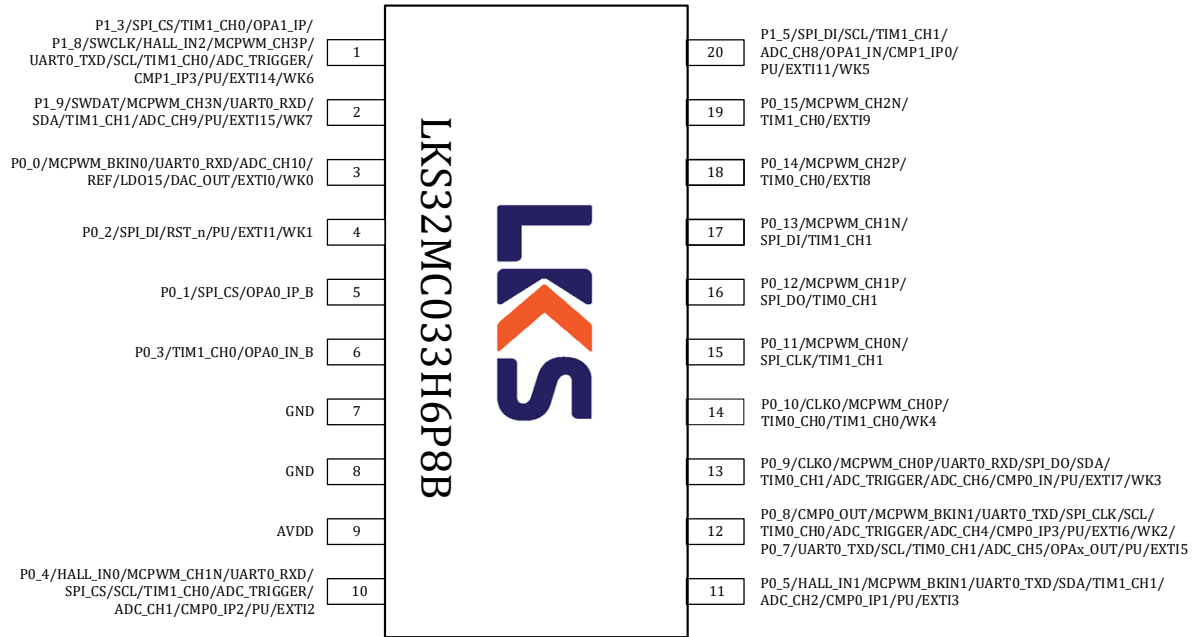 P1_3/SPI_CS/TIM1_CH0/OPA1_IP/
P1_8/SWCLK/HALL_IN2/MCPWM_CH3P/
UART0_TXD/SCL/TIM1_CH0/ADC_TRIGGER/
CMP1_IP3/PU/EXTI14/WK6
1
P1_9/SWDAT/MCPWM_CH3N/UART0_RXD/
SDA/TIM1_CH1/ADC_CH9/PU/EXTI15/WK7
2
P0_0/MCPWM_BKIN0/UART0_RXD/ADC_CH10/
REF/LDO15/DAC_OUT/EXTI0/WK0
3
P0_2/SPI_DI/RST_n/PU/EXTI1/WK1
4
P0_1/SPI_CS/OPA0_IP_B
5
P0_3/TIM1_CH0/OPA0_IN_B
6
GND
7
GND
8
AVDD
9
P0_4/HALL_IN0/MCPWM_CH1N/UART0_RXD/
SPI_CS/SCL/TIM1_CH0/ADC_TRIGGER/
ADC_CH1/CMP0_IP2/PU/EXTI2
10
LKS32MC033H6P8B
LKS
20
P1_5/SPI_DI/SCL/TIM1_CH1/
ADC_CH8/OPA1_IN/CMP1_IP0/
PU/EXTI11/WK5
19
P0_15/MCPWM_CH2N/
TIM1_CH0/EXTI9
18
P0_14/MCPWM_CH2P/
TIM0_CH0/EXTI8
17
P0_13/MCPWM_CH1N/
SPI_DI/TIM1_CH1
16
P0_12/MCPWM_CH1P/
SPI_DO/TIM0_CH1
15
P0_11/MCPWM_CH0N/
SPI_CLK/TIM1_CH1
14
P0_10/CLKO/MCPWM_CH0P/
TIM0_CH0/TIM1_CH0/WK4
13
P0_9/CLKO/MCPWM_CH0P/UART0_RXD/SPI_DO/SDA/
TIM0_CH1/ADC_TRIGGER/ADC_CH6/CMP0_IN/PU/EXTI7/WK3
12
P0_8/CMP0_OUT/MCPWM_BKIN1/UART0_TXD/SPI_CLK/SCL/
TIM0_CH0/ADC_TRIGGER/ADC_CH4/CMP0_IP3/PU/EXTI6/WK2/
P0_7/UART0_TXD/SCL/TIM0_CH1/ADC_CH5/OPAx_OUT/PU/EXTI5
11
P0_5/HALL_IN1/MCPWM_BKIN1/UART0_TXD/SDA/TIM1_CH1/
ADC_CH2/CMP0_IP1/PU/EXTI3